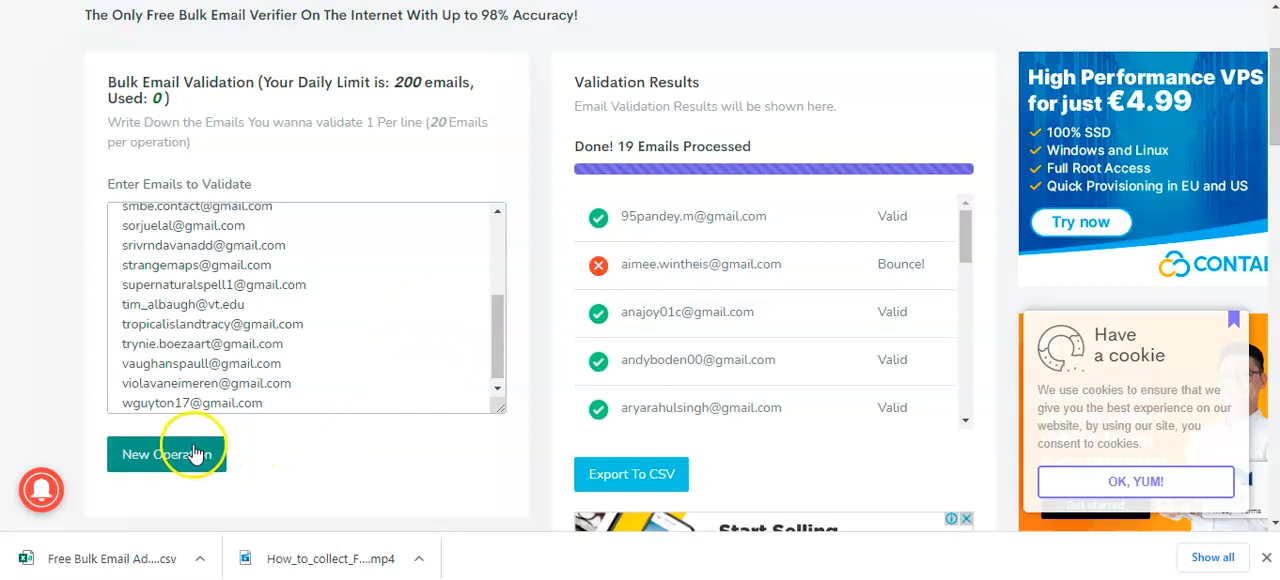 The Only Free Bulk Email Verifier On The Internet With Up to 98% Accuracy!
Bulk Email Validation (Your Daily Limit is: 200 emails,
Used: 0 )
Write Down the Emails You wanna validate 1 Per line (20 Emails
per operation)
Enter Emails to Validate
smbe.contact@gmail.com
sorjuelal@gmail.com
srivrndavanadd@gmail.com
strangemaps@gmail.com
supernaturalspell1@gmail.com
tim_albaugh@vt.edu
tropicalislandtracy@gmail.com
trynie.boezaart@gmail.com
vaughanspaull@gmail.com
violavaneimeren@gmail.com
wguyton17@gmail.com
New Operation
Validation Results
Email Validation Results will be shown here.
Done! 19 Emails Processed
95pandey.m@gmail.com Valid
aimee.wintheis@gmail.com Bouncel
anajoy01c@gmail.com Valid
andyboden00@gmail.com Valid
aryarahulsingh@gmail.com Valid
Export To CSV
Start Selling
High Performance VPS
for just €4.99
100% SSD
Windows and Linux
Full Root Access
Quick Provisioning in EU and US
Try now
CONTA
Have
a cookie
We use cookies to ensure that we
give you the best experience on our
website, by using our site, you
consent to cookies.
OK, YUM!
Get started
Free Bulk Email Ad....csv
How_to_collect_F....mp4
Show all